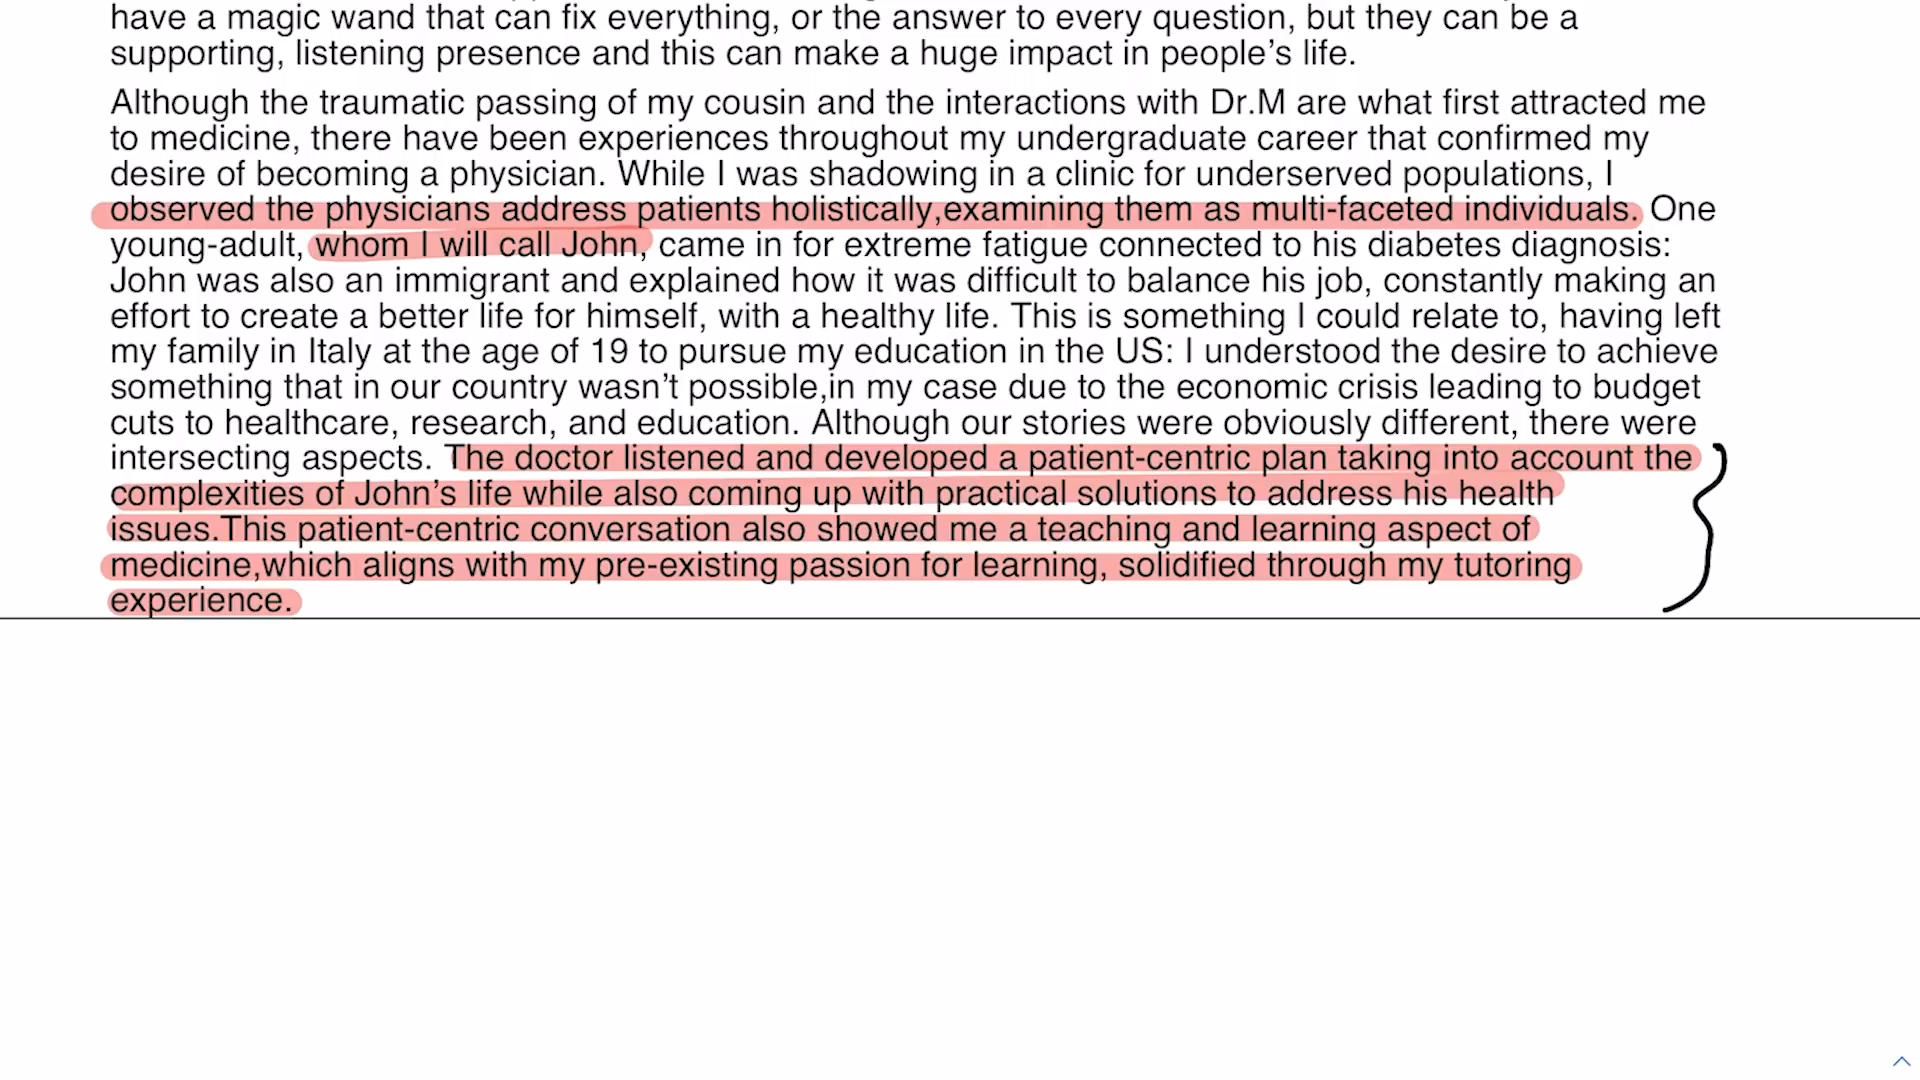 have a magic wand that can fix everything, or the answer to every question, but they can be a
supporting, listening presence and this can make a huge impact in people’s life.
Although the traumatic passing of my cousin and the interactions with Dr.M are what first attracted me
to medicine, there have been experiences throughout my undergraduate career that confirmed my
desire of becoming a physician. While I was shadowing in a clinic for underserved populations, I
observed the physicians address patients holistically,examining them as multi-faceted individuals. One
young-adult, whom I will call John, came in for extreme fatigue connected to his diabetes diagnosis:
John was also an immigrant and explained how it was difficult to balance his job, constantly making an
effort to create a better life for himself, with a healthy life. This is something I could relate to, having left
my family in Italy at the age of 19 to pursue my education in the US: I understood the desire to achieve
something that in our country wasn’t possible,in my case due to the economic crisis leading to budget
cuts to healthcare, research, and education. Although our stories were obviously different, there were
intersecting aspects. The doctor listened and developed a patient-centric plan taking into account the
complexities of John’s life while also coming up with practical solutions to address his health
issues.This patient-centric conversation also showed me a teaching and learning aspect of
medicine,which aligns with my pre-existing passion for learning, solidified through my tutoring
experience.